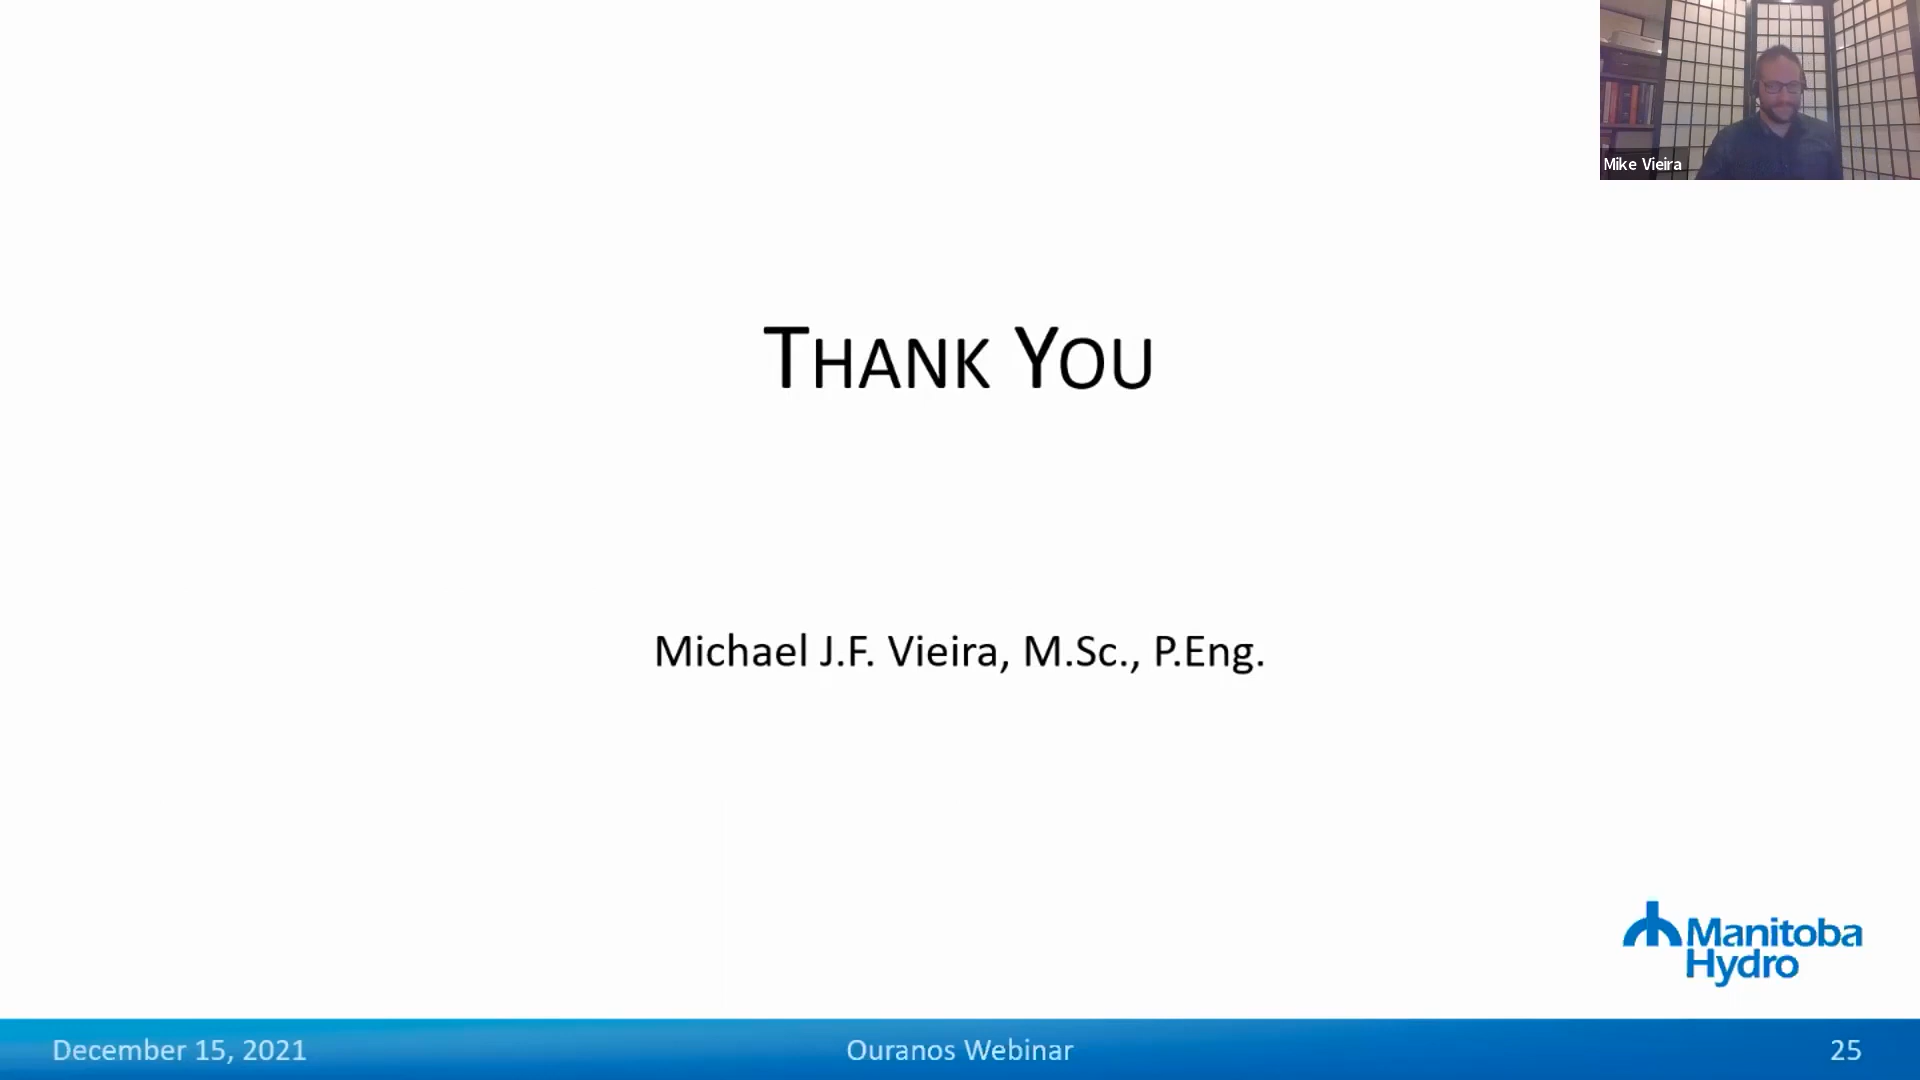 Mike Vieira
THANK YOU
Michael J.F. Vieira, M.Sc., P.Eng.
Manitoba
Hydro
December 15, 2021
Ouranos Webinar
25